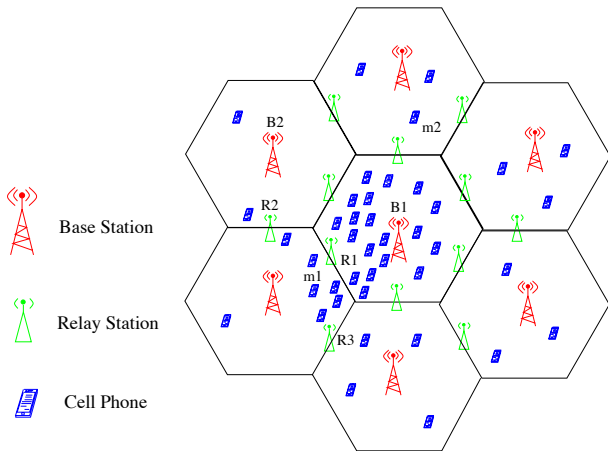 B2
m2
R2
B1
Base Station
R1
m1
Relay Station
R3
Cell Phone